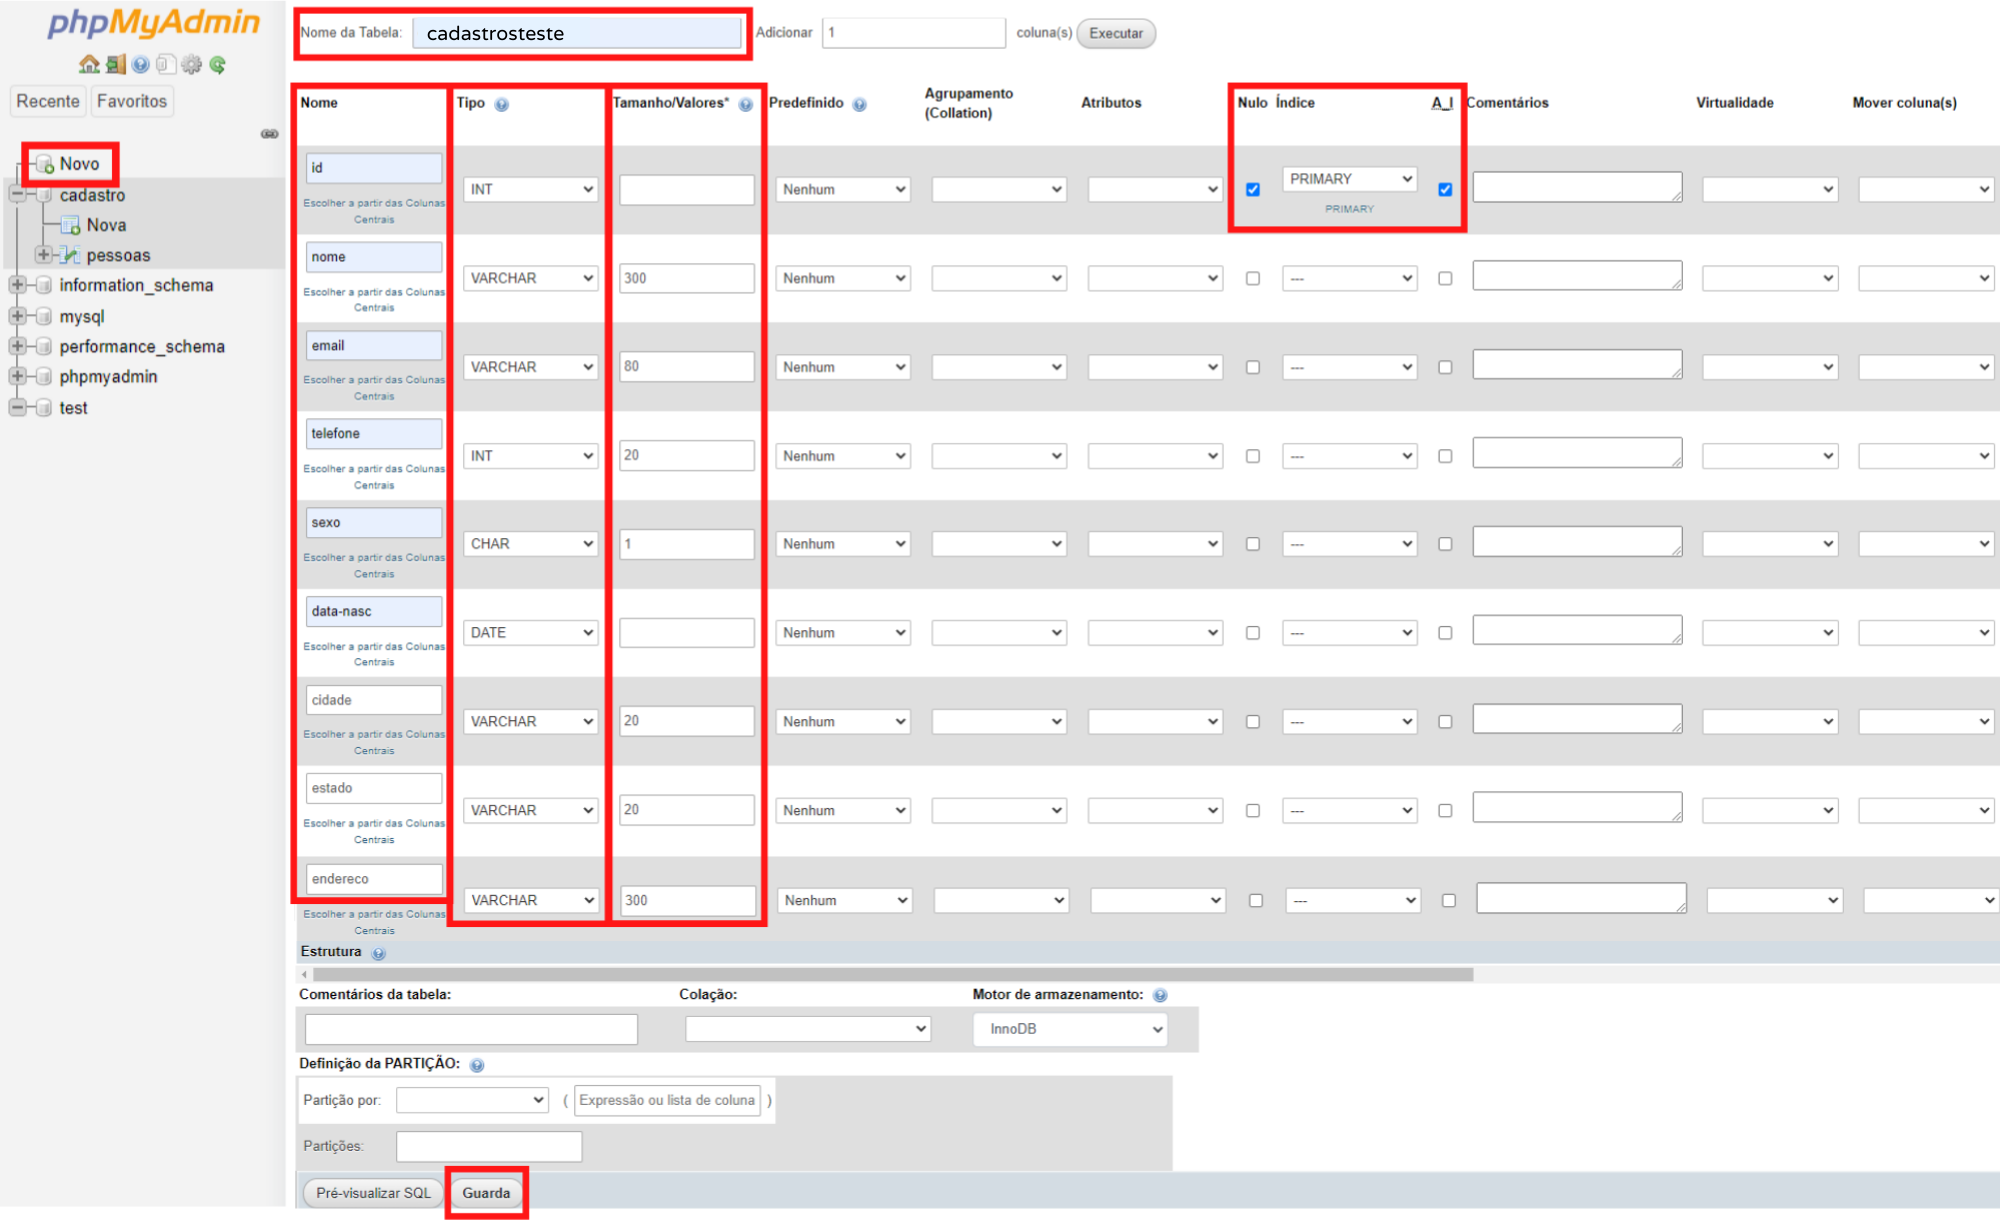 phpMyAdmin
Recente Favoritos
Novo
cadastro
Nova
pessoas
information_schema
mysql
performance_schema
phpmyadmin
test
Nome da Tabela: cadastrosteste Adicionar 1 coluna(s) Executar
Nome Tipo Tamanho/Valores* Predefinido Agrupamento (Collation) Atributos Nulo Índice A_I Comentários Virtualidade Mover coluna(s)
id INT Nenhum PRIMARY
PRIMARY
Escolher a partir das Colunas
Centrais
nome VARCHAR 300 Nenhum ---
Escolher a partir das Colunas
Centrais
email VARCHAR 80 Nenhum ---
Escolher a partir das Colunas
Centrais
telefone INT 20 Nenhum ---
Escolher a partir das Colunas
Centrais
sexo CHAR 1 Nenhum ---
Escolher a partir das Colunas
Centrais
data-nasc DATE Nenhum ---
Escolher a partir das Colunas
Centrais
cidade VARCHAR 20 Nenhum ---
Escolher a partir das Colunas
Centrais
estado VARCHAR 20 Nenhum ---
Escolher a partir das Colunas
Centrais
endereco VARCHAR 300 Nenhum ---
Escolher a partir das Colunas
Centrais
Estrutura
Comentários da tabela: Colação: Motor de armazenamento:
InnoDB
Definição da PARTIÇÃO:
Partição por: ( Expressão ou lista de coluna )
Partições:
Pré-visualizar SQL Guarda